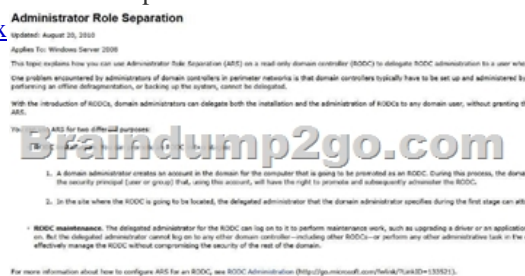 x
Administrator Role Separation
Updated: August 20, 2010
Applies To: Windows Server 2008
This topic explains how you can use Administrator Role Separation (ARS) on a read-only domain controller (RODC) to delegate RODC administration to a user who
One problem encountered by administrators of domain controllers in perimeter networks is that domain controllers typically have to be set up and administered by
performing an offline defragmentation, or backing up the system, cannot be delegated.
With the introduction of RODCs, domain administrators can delegate both the installation and the administration of RODCs to any domain user, without granting th
ARS.
You ARS for two different purposes:
Braindump2go.com
1. A domain administrator creates an account in the domain for the computer that is going to be promoted as an RODC. During this process, the doma
the security principal (user or group) that, using this account, will have the right to promote and subsequently administer the RODC.
2. In the site where the RODC is going to be located, the delegated administrator that the domain administrator specifies during the first stage can att
• RODC maintenance. The delegated administrator for the RODC can log on to it to perform maintenance work, such as upgrading a driver or an application
on. But the delegated administrator cannot log on to any other domain controller—including other RODCs—or perform any other administrative task in the
effectively manage the RODC without compromising the security of the rest of the domain.
For more information about how to configure ARS for an RODC, see RODC Administration (http://go.microsoft.com/fwlink/?LinkID=133521).